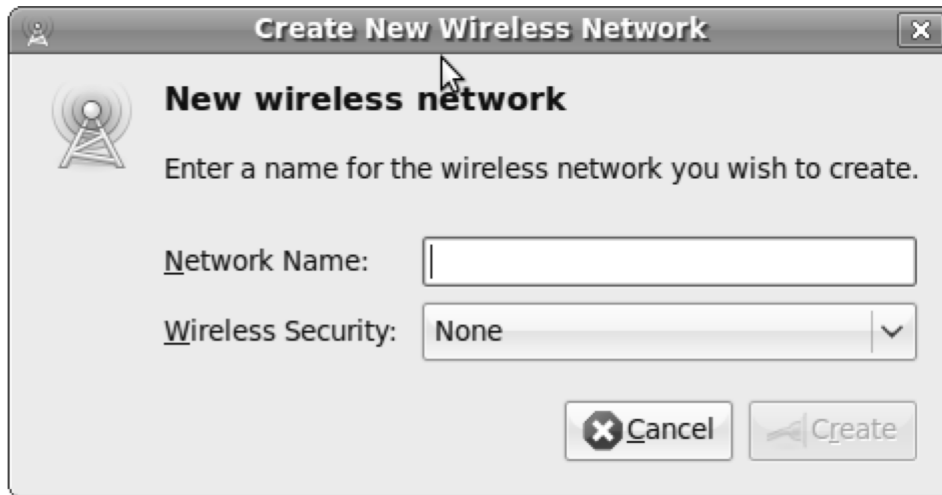 Create New Wireless Network
New wireless network
Enter a name for the wireless network you wish to create.
Network Name:
Wireless Security: None
Cancel Create